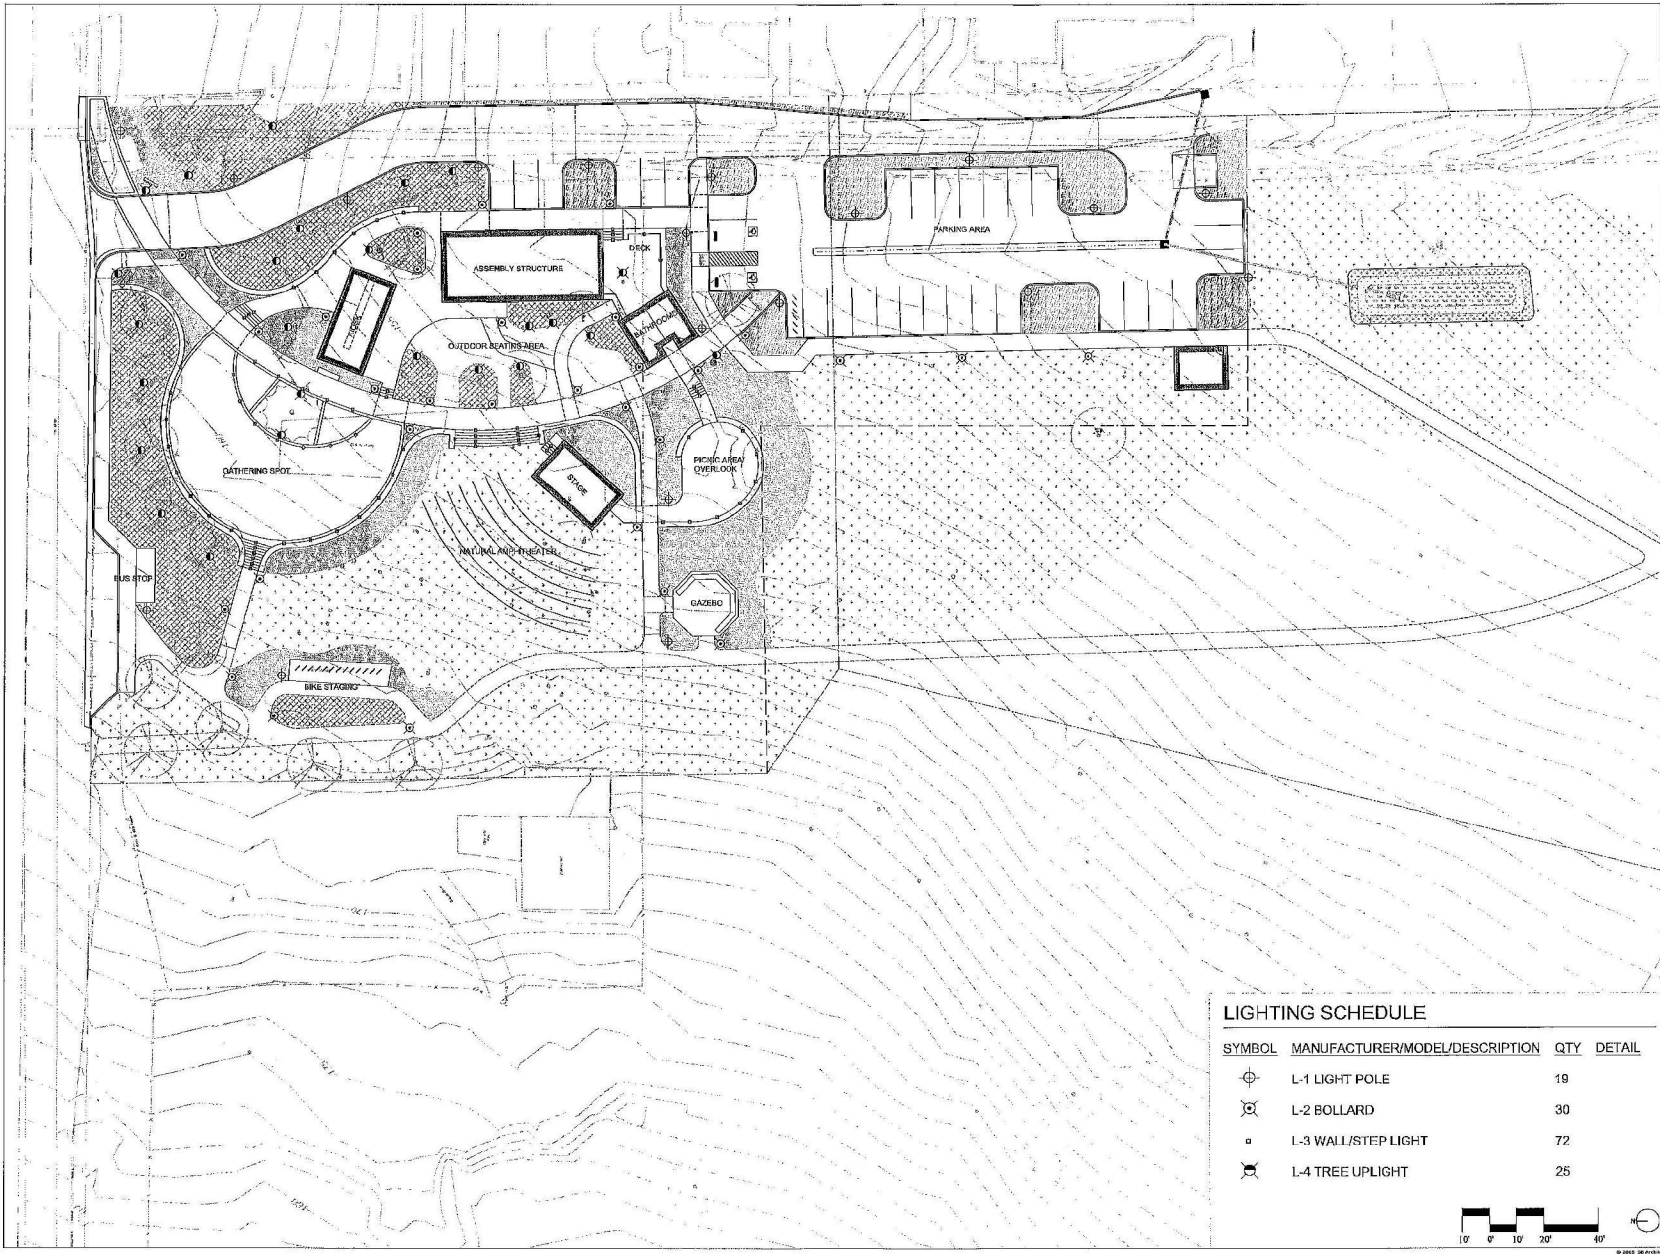 DECK
PARKING AREA
ASSEMBLY STRUCTURE
BATHROOMS
OUTDOOR SEATING AREA
GATHERING SPOT
PICNIC AREA/
OVERLOOK
STAGE
NATURAL AMPHITHEATER
BUS STOP
GAZEBO
BIKE STAGING
170
175
LIGHTING SCHEDULE
SYMBOL MANUFACTURER/MODEL/DESCRIPTION QTY DETAIL
L-1 LIGHT POLE 19
L-2 BOLLARD 30
L-3 WALL/STEP LIGHT 72
L-4 TREE UPLIGHT 25
10' 0' 10' 20' 40'
N